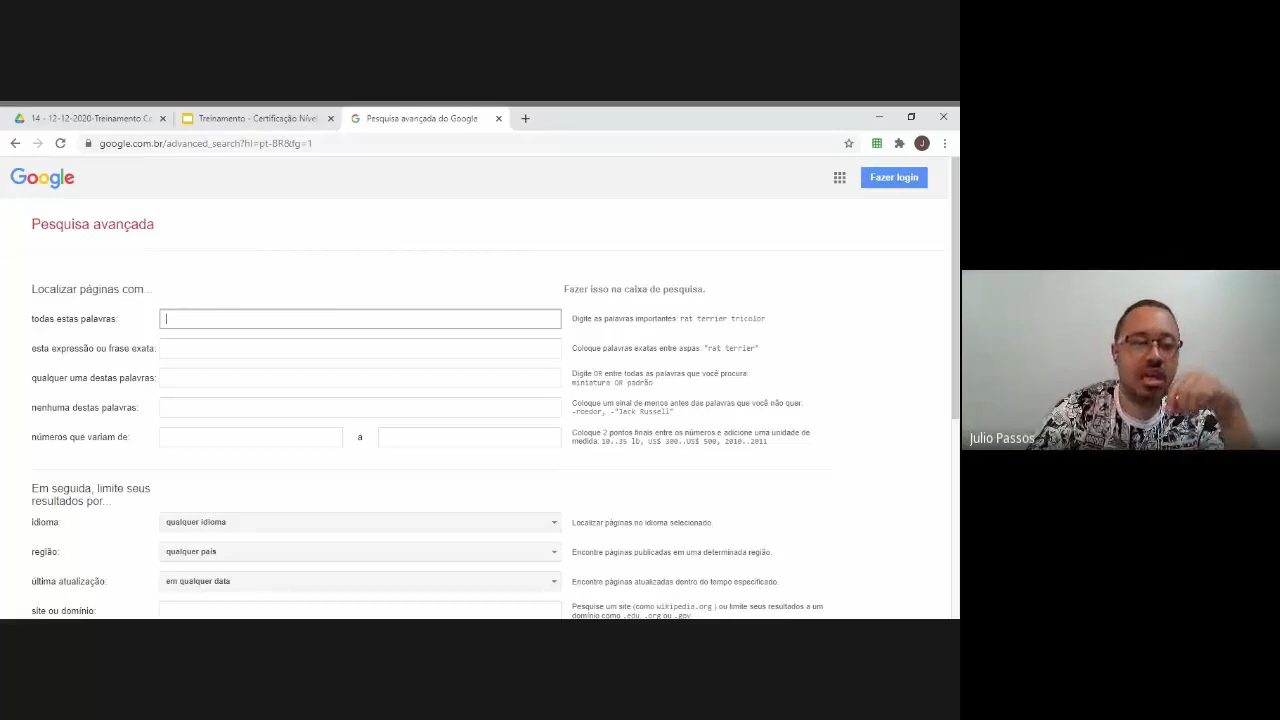 14 - 12-12-2020-Treinamento Ce
Treinamento - Certificação Nível
Pesquisa avançada do Google
google.com.br/advanced_search?hl=pt-BR&fg=1
J
Google
Fazer login
Pesquisa avançada
Localizar páginas com...
Fazer isso na caixa de pesquisa.
todas estas palavras:
Digite as palavras importantes: rat terrier tricolor
esta expressão ou frase exata:
Coloque palavras exatas entre aspas: "rat terrier"
qualquer uma destas palavras:
Digite OR entre todas as palavras que você procura:
miniatura OR padrão
nenhuma destas palavras:
Coloque um sinal de menos antes das palavras que você não quer:
-roedor, -"Jack Russell"
números que variam de:
a
Coloque 2 pontos finais entre os números e adicione uma unidade de
medida: 10..35 lb, US$ 300..US$ 500, 2010..2011
Em seguida, limite seus
resultados por...
idioma:
qualquer idioma
Localizar páginas no idioma selecionado.
região:
qualquer país
Encontre páginas publicadas em uma determinada região.
última atualização:
em qualquer data
Encontre páginas atualizadas dentro do tempo especificado.
site ou domínio:
Pesquise um site (como wikipedia.org ) ou limite seus resultados a um
domínio como .edu, .org ou .gov
Julio Passos